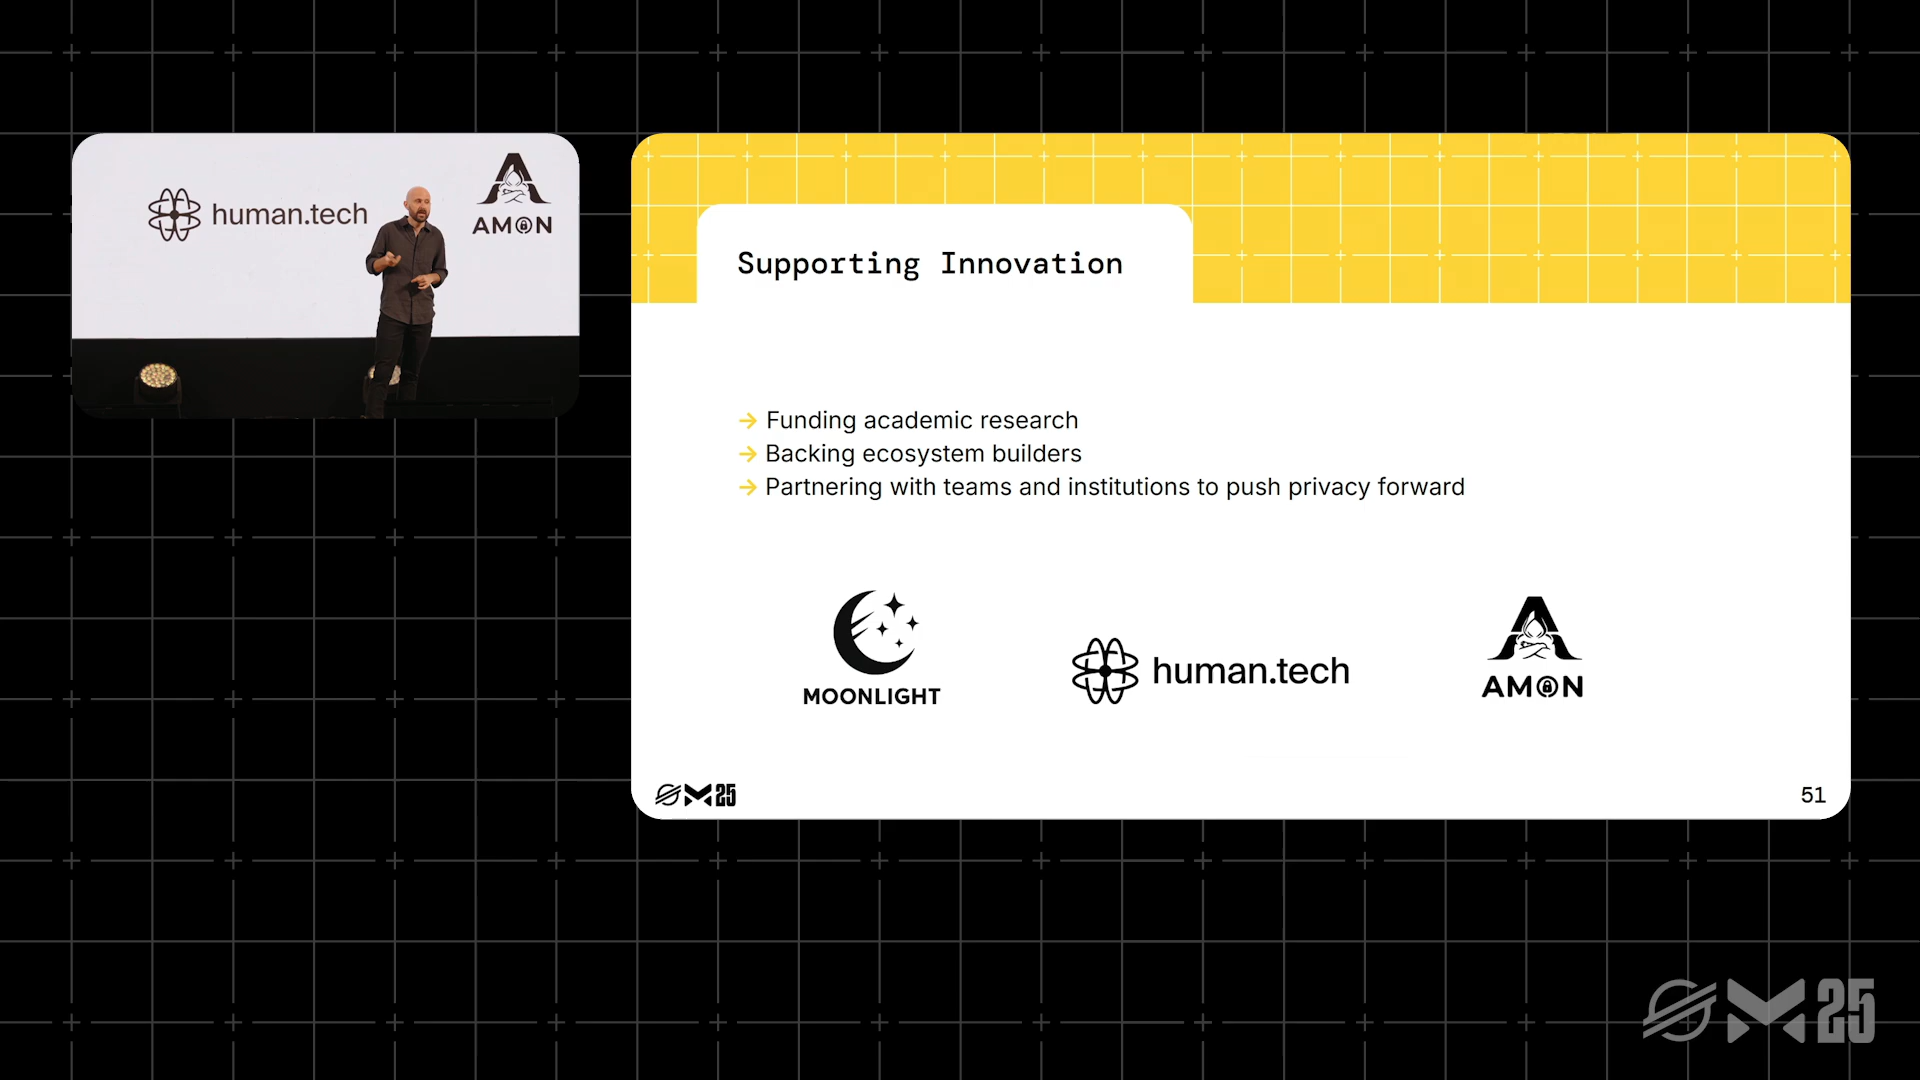 human.tech
AMON
Supporting Innovation
→ Funding academic research
→ Backing ecosystem builders
→ Partnering with teams and institutions to push privacy forward
MOONLIGHT
human.tech
AMON
25
51
25